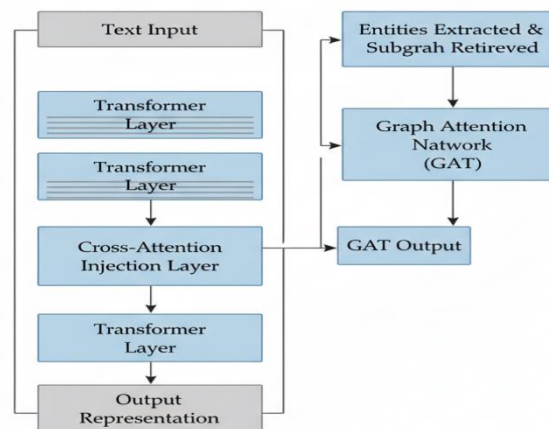 Text Input
Transformer
Layer
Transformer
Layer
Cross-Attention
Injection Layer
Transformer
Layer
Output
Representation
Entities Extracted &
Subgrah Retireved
Graph Attention
Natwork
(GAT)
GAT Output